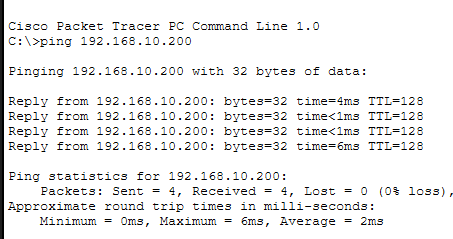 Cisco Packet Tracer PC Command Line 1.0
C:\>ping 192.168.10.200
Pinging 192.168.10.200 with 32 bytes of data:
Reply from 192.168.10.200: bytes=32 time=4ms TTL=128
Reply from 192.168.10.200: bytes=32 time<1ms TTL=128
Reply from 192.168.10.200: bytes=32 time<1ms TTL=128
Reply from 192.168.10.200: bytes=32 time=6ms TTL=128
Ping statistics for 192.168.10.200:
Packets: Sent = 4, Received = 4, Lost = 0 (0% loss),
Approximate round trip times in milli-seconds:
Minimum = 0ms, Maximum = 6ms, Average = 2ms